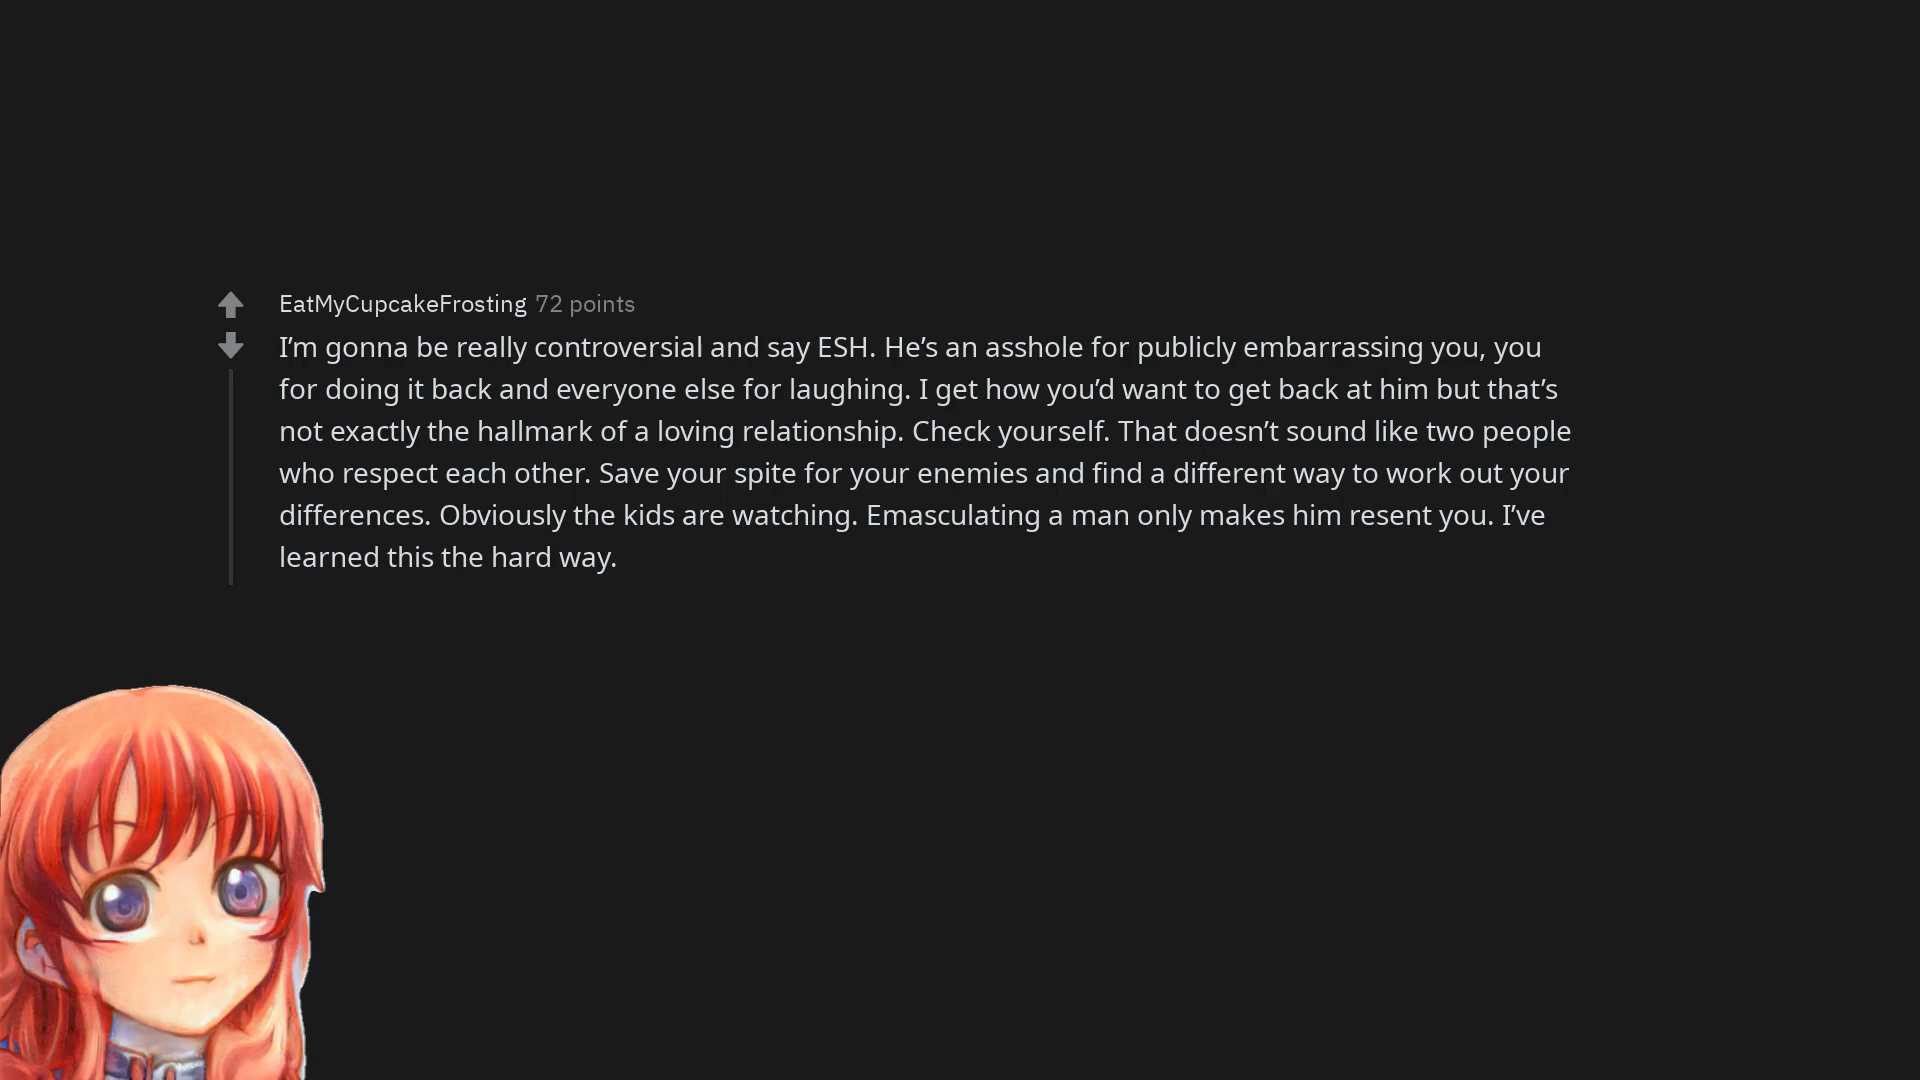 EatMyCupcakeFrosting 72 points
I’m gonna be really controversial and say ESH. He’s an asshole for publicly embarrassing you, you
for doing it back and everyone else for laughing. I get how you’d want to get back at him but that’s
not exactly the hallmark of a loving relationship. Check yourself. That doesn’t sound like two people
who respect each other. Save your spite for your enemies and find a different way to work out your
differences. Obviously the kids are watching. Emasculating a man only makes him resent you. I’ve
learned this the hard way.